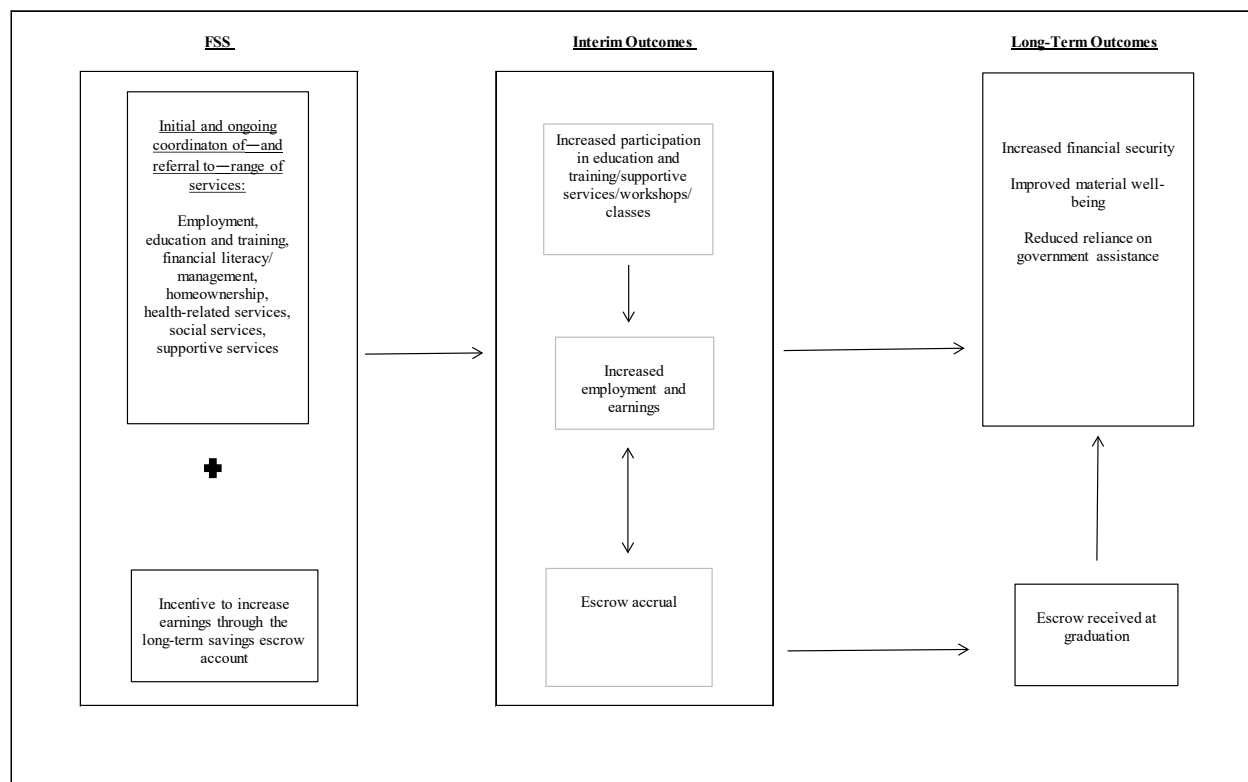 FSS
Initial and ongoing
coordinaton of—and
referral to—range of
services:
Employment,
education and training,
financial literacy/
management,
homeownership,
health-related services,
social services,
supportive services
Incentive to increase
earnings through the
long-term savings escrow
account
Interim Outcomes
Increased participation
in education and
training/supportive
services/workshops/
classes
Increased
employment and
earnings
Escrow accrual
Long-Term Outcomes
Increased financial security
Improved material well-
being
Reduced reliance on
government assistance
Escrow received at
graduation